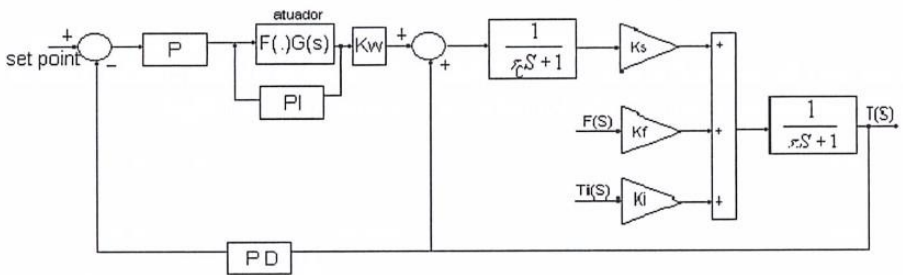 atuador
set point + −
P
F(.)G(s)
Kw
+ +
PI
1
τcS + 1
Ks
F(S)
Kf
Ti(S)
Ki
+
+
+
1
τS + 1
T(S)
PD